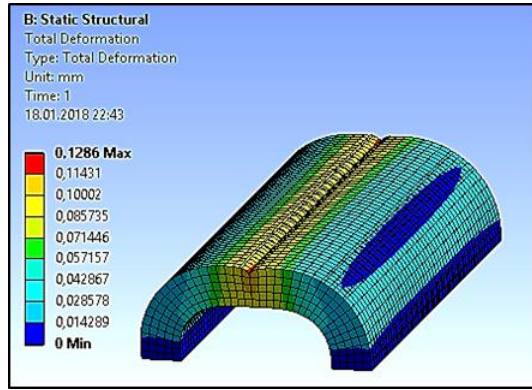 B: Static Structural
Total Deformation
Type: Total Deformation
Unit: mm
Time: 1
18.01.2018 22:43
0,1286 Max
0,11431
0,10002
0,085735
0,071446
0,057157
0,042867
0,028578
0,014289
0 Min